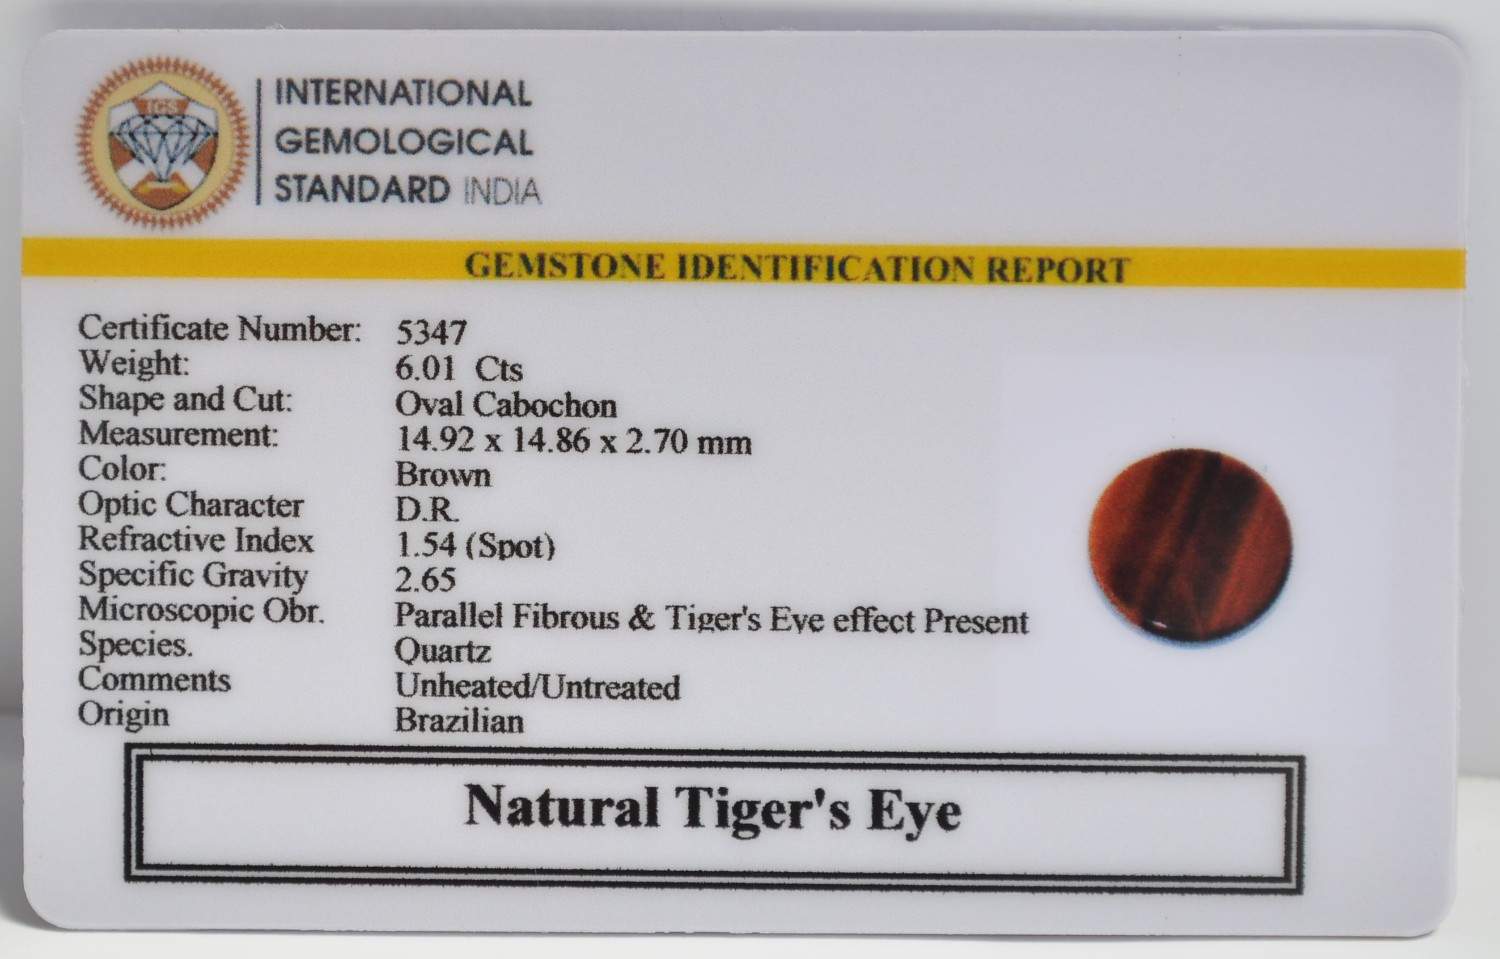 IGS
INTERNATIONAL
GEMOLOGICAL
STANDARD INDIA
GEMSTONE IDENTIFICATION REPORT
Certificate Number: 5347
Weight: 6.01 Cts
Shape and Cut: Oval Cabochon
Measurement: 14.92 x 14.86 x 2.70 mm
Color: Brown
Optic Character D.R.
Refractive Index 1.54 (Spot)
Specific Gravity 2.65
Microscopic Obr. Parallel Fibrous & Tiger's Eye effect Present
Species. Quartz
Comments Unheated/Untreated
Origin Brazilian
Natural Tiger's Eye